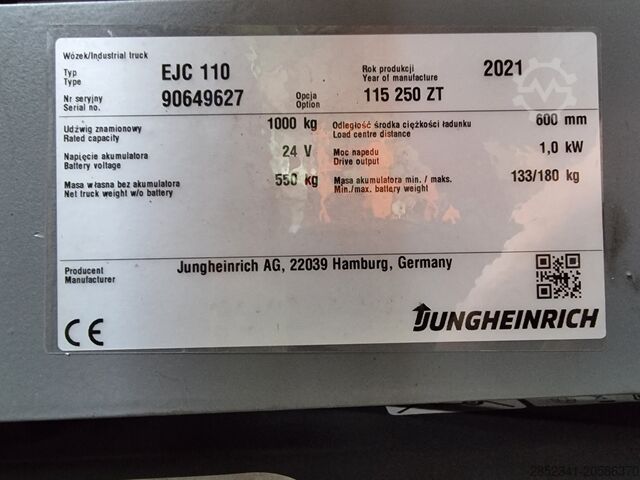 Wózek/Industrial truck
Typ EJC 110 Rok produkcji 2021
Type Year of manufacture
Nr seryjny 90649627 Opcja 115 250 ZT
Serial no. Option
Udźwig znamionowy 1000 kg Odległość środka ciężkości ładunku 600 mm
Rated capacity Load centre distance
Napięcie akumulatora 24 V Moc napędu 1,0 kW
Battery voltage Drive output
Masa własna bez akumulatora 550 kg Masa akumulatora min. / maks. 133/180 kg
Net truck weight w/o battery Min./max. battery weight
Producent Jungheinrich AG, 22039 Hamburg, Germany
Manufacturer
CE
JUNGHEINRICH
2852341-20586370